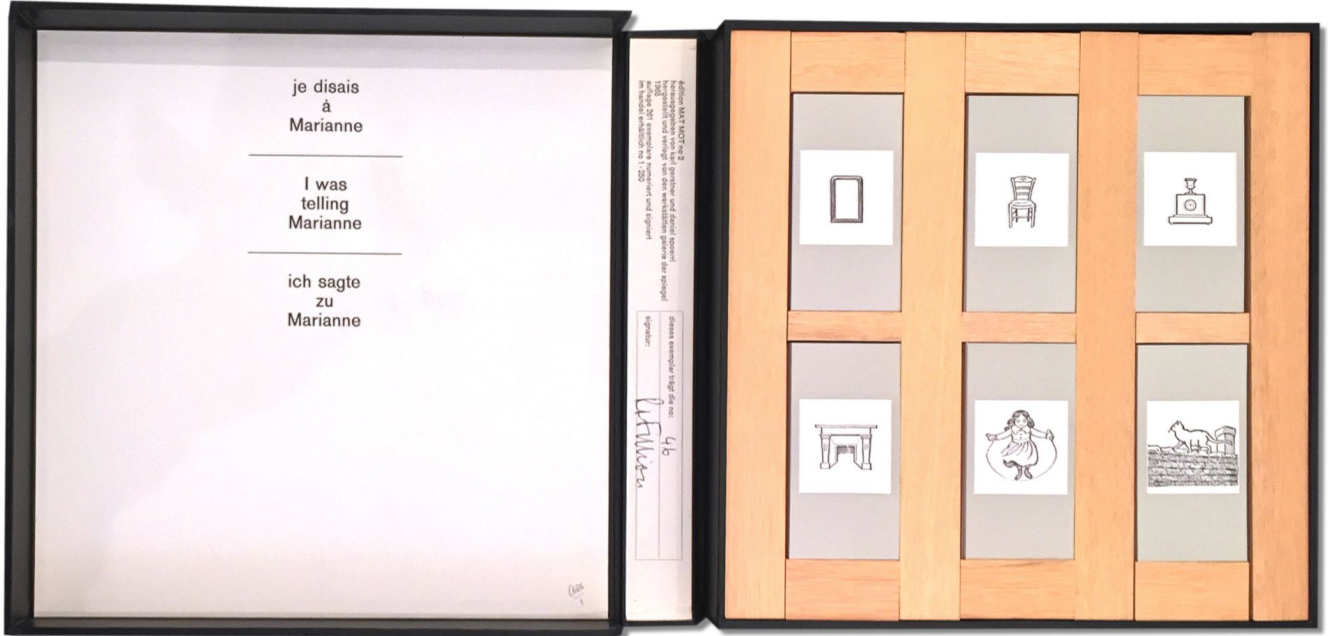 je disais
à
Marianne
I was
telling
Marianne
ich sagte
zu
Marianne
édition MAT MOT no 2
herausgegeben von karl gerstner und daniel spoerri
hergestellt und verlegt von den werkstätten galerie der spiegel
1965
auflage 261 exemplare numeriert und signiert
im handel erhältlich no 1 - 250
dieses exemplar trägt die no: 46
signatur: